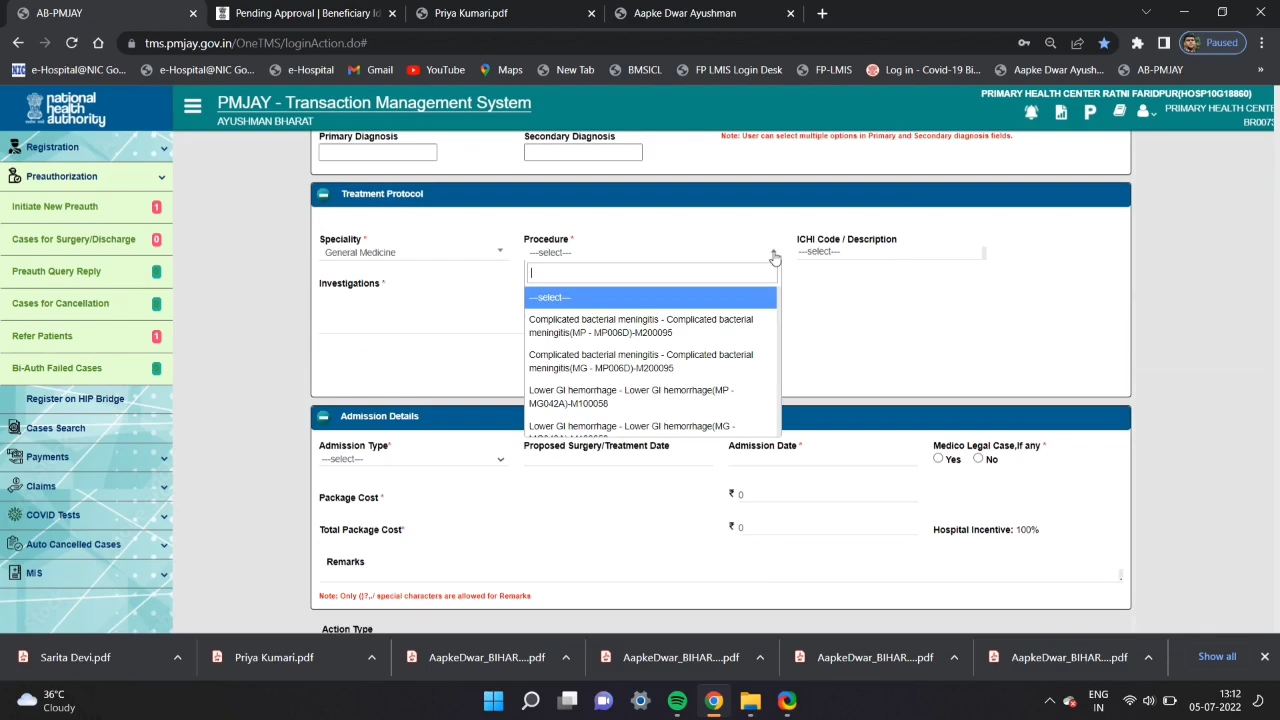 AB-PMJAY
Pending Approval | Beneficiary Id
Priya Kumari.pdf
Aapke Dwar Ayushman
tms.pmjay.gov.in/OneTMS/loginAction.do#
Paused
e-Hospital@NIC Go...
e-Hospital@NIC Go...
e-Hospital
Gmail
YouTube
Maps
New Tab
BMSICL
FP LMIS Login Desk
FP-LMIS
Log in - Covid-19 Bi...
Aapke Dwar Ayush...
AB-PMJAY
»
national
health
authority
PMJAY - Transaction Management System
AYUSHMAN BHARAT
PRIMARY HEALTH CENTER RATNI FARIDPUR(HOSP10G18860)
PRIMARY HEALTH CENTE
BR0073
Registration
Preauthorization
Initiate New Preauth 1
Cases for Surgery/Discharge 0
Preauth Query Reply
Cases for Cancellation
Refer Patients 1
Bi-Auth Failed Cases
Register on HIP Bridge
Cases Search
Payments
Claims
COVID Tests
Auto Cancelled Cases
MIS
Primary Diagnosis
Secondary Diagnosis
Note: User can select multiple options in Primary and Secondary diagnosis fields.
Treatment Protocol
Speciality *
General Medicine
Procedure *
---select---
ICHI Code / Description
---select---
Investigations *
---select---
Complicated bacterial meningitis - Complicated bacterial
meningitis(MP - MP006D)-M200095
Complicated bacterial meningitis - Complicated bacterial
meningitis(MG - MP006D)-M200095
Lower GI hemorrhage - Lower GI hemorrhage(MP -
MG042A)-M100058
Lower GI hemorrhage - Lower GI hemorrhage(MG -
Admission Details
Admission Type*
---select---
Proposed Surgery/Treatment Date
Admission Date *
Medico Legal Case,If any *
Yes No
Package Cost *
₹ 0
Total Package Cost*
₹ 0
Hospital Incentive: 100%
Remarks
Note: Only (}?,./ special characters are allowed for Remarks
Action Type
Sarita Devi.pdf
Priya Kumari.pdf
AapkeDwar_BIHAR....pdf
AapkeDwar_BIHAR....pdf
AapkeDwar_BIHAR....pdf
AapkeDwar_BIHAR....pdf
Show all
36°C
Cloudy
ENG
IN
13:12
05-07-2022